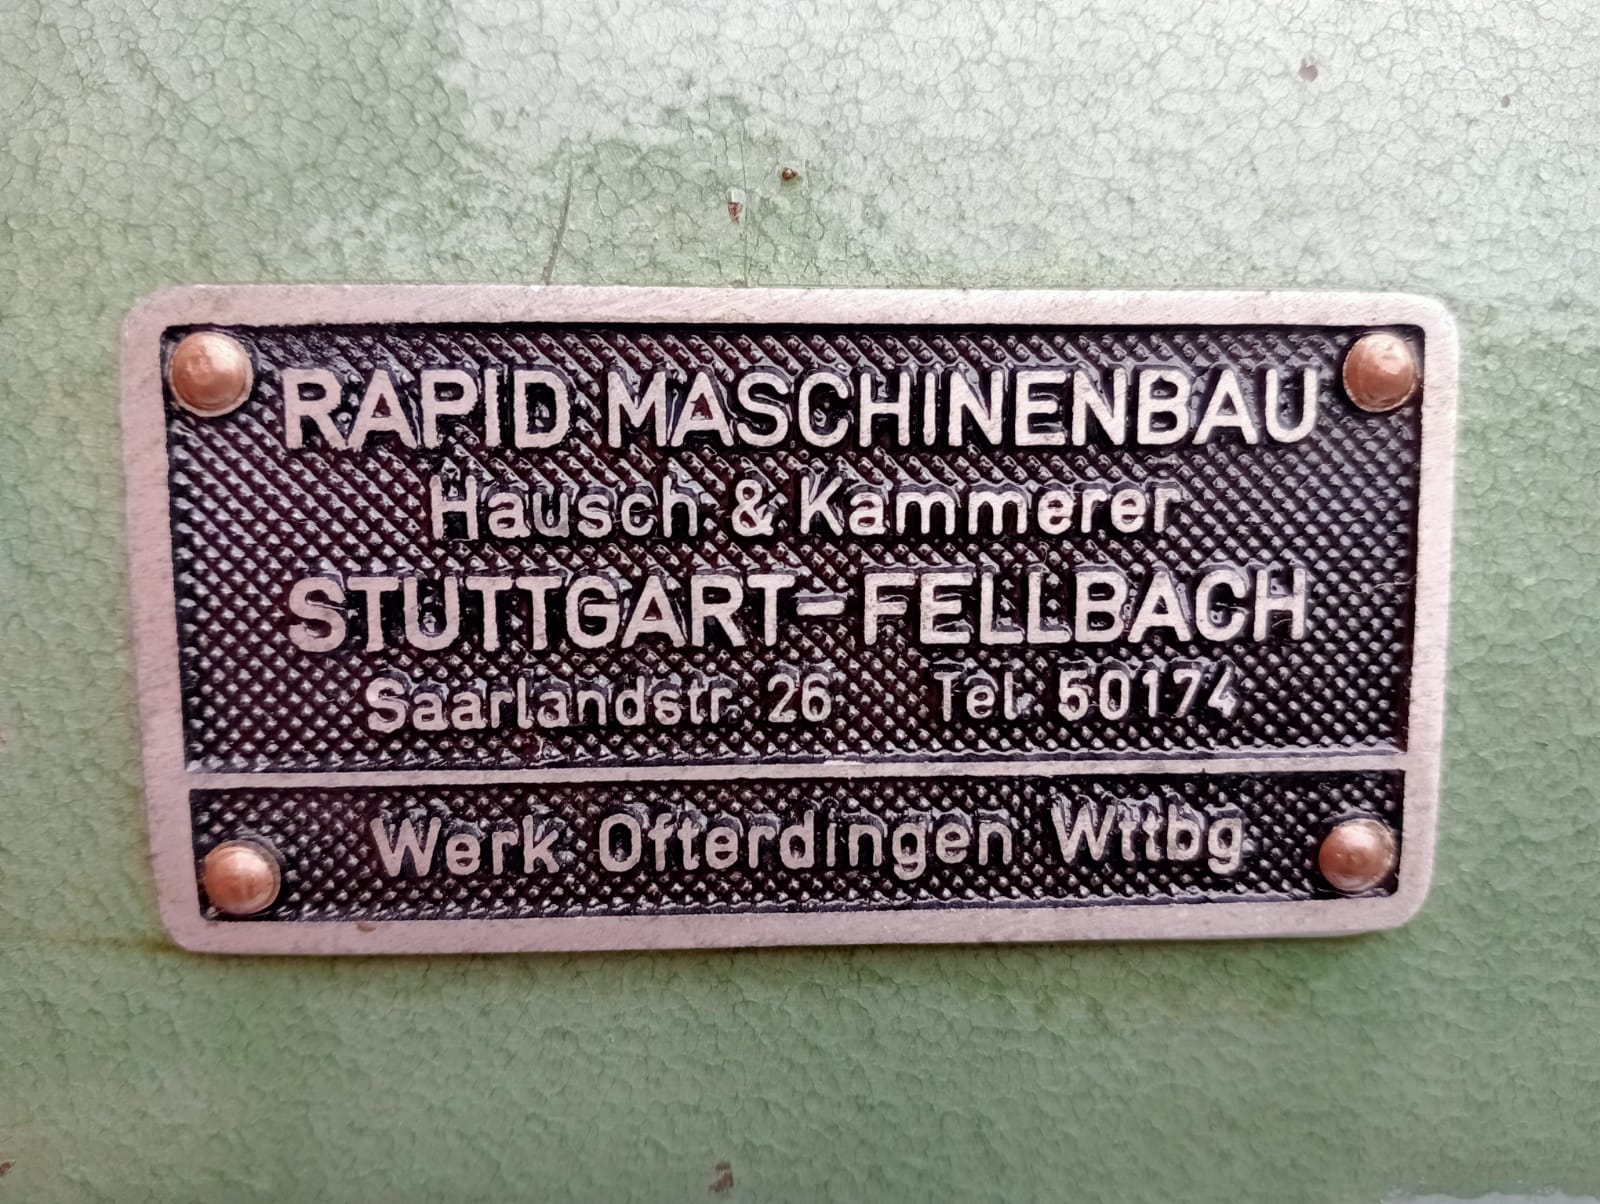 RAPID MASCHINENBAU
Hausch & Kammerer
STUTTGART-FELLBACH
Saarlandstr. 26 Tel. 50174
Werk Ofterdingen Wttbg